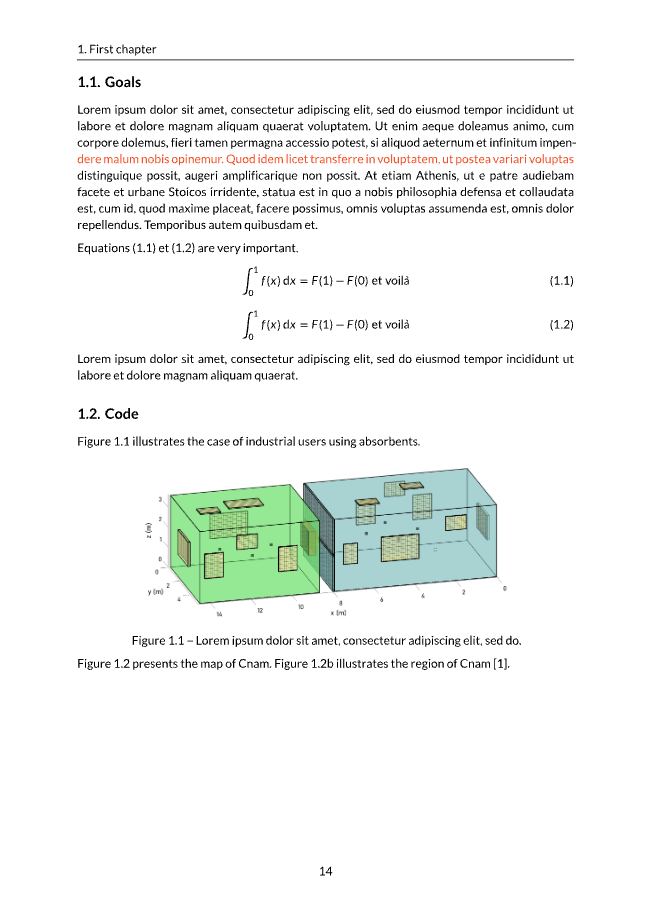 1. First chapter
1.1. Goals
Lorem ipsum dolor sit amet, consectetur adipiscing elit, sed do eiusmod tempor incididunt ut
labore et dolore magnam aliquam quaerat voluptatem. Ut enim aeque doleamus animo, cum
corpore dolemus, fieri tamen permagna accessio potest, si aliquod aeternum et infinitum impen-
dere malum nobis opinemur. Quod idem licet transferre in voluptatem, ut postea variari voluptas
distinguique possit, augeri amplificarique non possit. At etiam Athenis, ut e patre audiebam
facete et urbane Stoicos irridente, statua est in quo a nobis philosophia defensa et collaudata
est, cum id, quod maxime placeat, facere possimus, omnis voluptas assumenda est, omnis dolor
repellendus. Temporibus autem quibusdam et.
Equations (1.1) et (1.2) are very important.
∫₀¹ f(x) dx = F(1) − F(0) et voilà (1.1)
∫₀¹ f(x) dx = F(1) − F(0) et voilà (1.2)
Lorem ipsum dolor sit amet, consectetur adipiscing elit, sed do eiusmod tempor incididunt ut
labore et dolore magnam aliquam quaerat.
1.2. Code
Figure 1.1 illustrates the case of industrial users using absorbents.
3
2
1
0
z (m)
0
2
4
y (m)
14 12 10 8 6 4 2 0
x (m)
Figure 1.1 – Lorem ipsum dolor sit amet, consectetur adipiscing elit, sed do.
Figure 1.2 presents the map of Cnam. Figure 1.2b illustrates the region of Cnam [1].
14